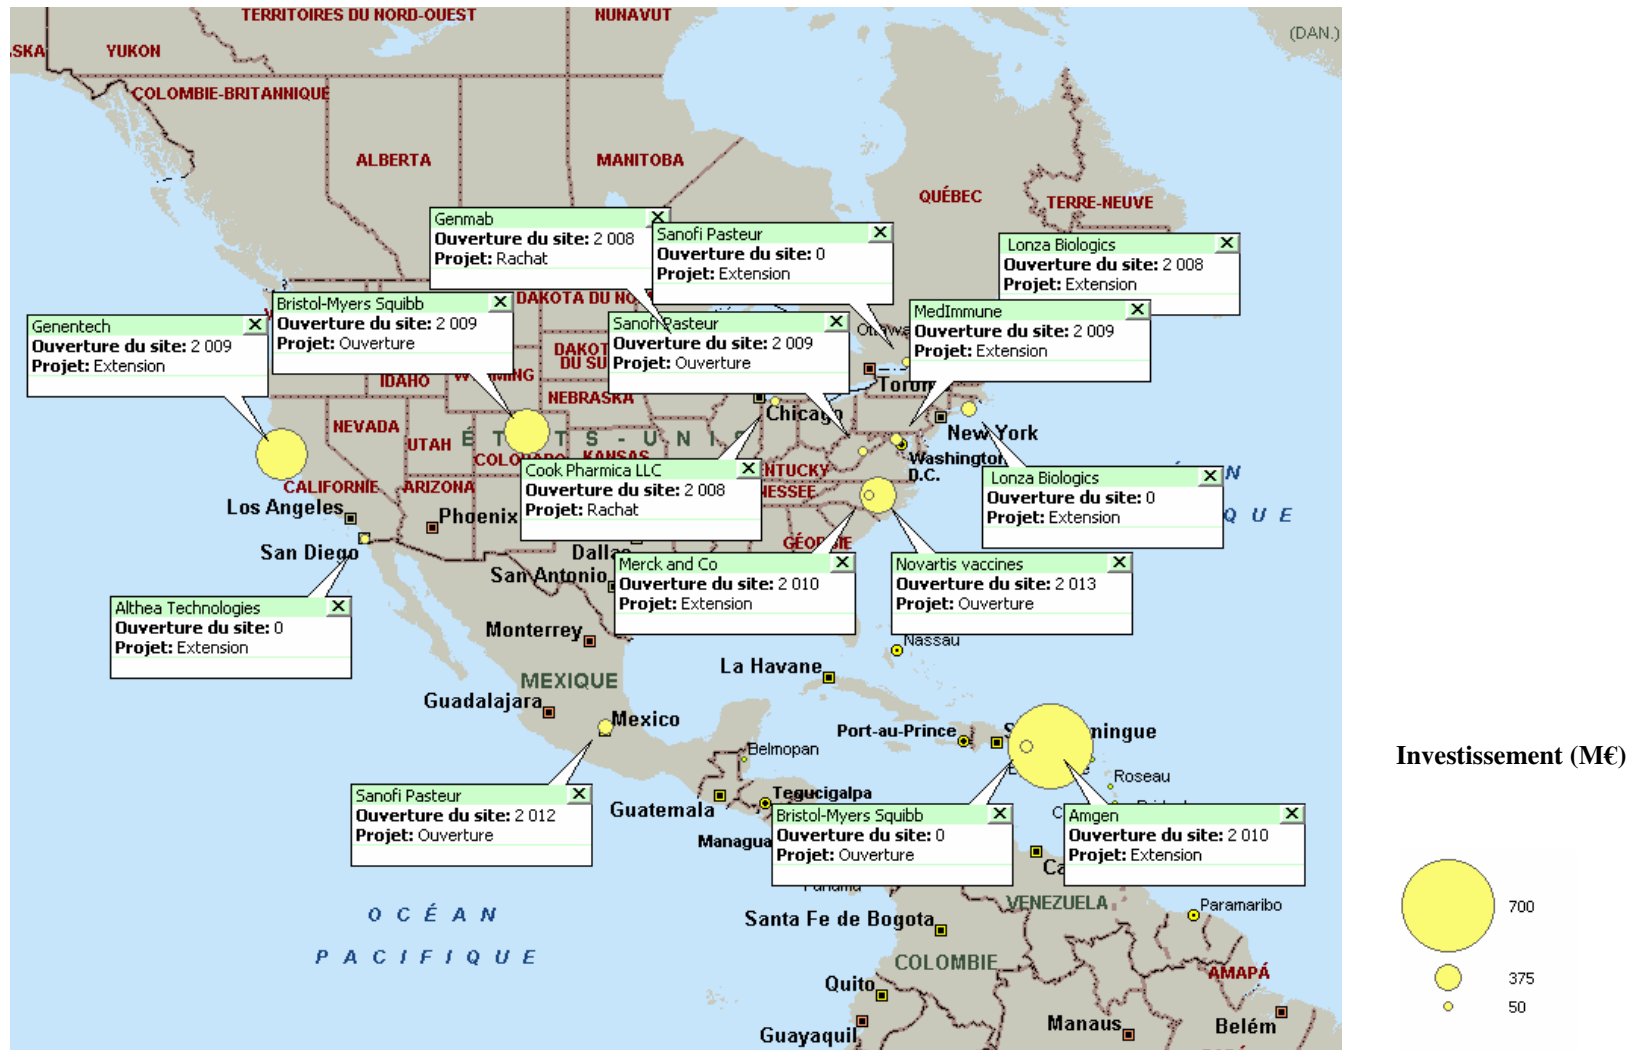 TERRITOIRES DU NORD-OUEST
NUNAVUT
(DAN.)
YUKON
COLOMBIE-BRITANNIQUE
ALBERTA
MANITOBA
QUÉBEC
TERRE-NEUVE
Genmab
Ouverture du site: 2 008
Projet: Rachat
Sanofi Pasteur
Ouverture du site: 0
Projet: Extension
Lonza Biologics
Ouverture du site: 2 008
Projet: Extension
Bristol-Myers Squibb
Ouverture du site: 2 009
Projet: Ouverture
Genentech
Ouverture du site: 2 009
Projet: Extension
Sanofi Pasteur
Ouverture du site: 2 009
Projet: Ouverture
MedImmune
Ouverture du site: 2 009
Projet: Extension
IDAHO
NEBRASKA
NEVADA
UTAH
ÉTATS-UNIS
KANSAS
Chicago
New York
Washington
D.C.
CALIFORNIE
ARIZONA
Los Angeles
Phoenix
San Diego
Dallas
San Antonio
GÉORGIE
Cook Pharmica LLC
Ouverture du site: 2 008
Projet: Rachat
Lonza Biologics
Ouverture du site: 0
Projet: Extension
Merck and Co
Ouverture du site: 2 010
Projet: Extension
Novartis vaccines
Ouverture du site: 2 013
Projet: Ouverture
Althea Technologies
Ouverture du site: 0
Projet: Extension
Monterrey
Nassau
La Havane
MEXIQUE
Guadalajara
Mexico
Port-au-Prince
Belmopan
Roseau
Guatemala
Tegucigalpa
Managua
Sanofi Pasteur
Ouverture du site: 2 012
Projet: Ouverture
Bristol-Myers Squibb
Ouverture du site: 0
Projet: Ouverture
Amgen
Ouverture du site: 2 010
Projet: Extension
VENEZUELA
Paramaribo
Santa Fe de Bogota
COLOMBIE
AMAPÁ
Quito
Guayaquil
Manaus
Belém
OCÉAN
PACIFIQUE
Investissement (M€)
700
375
50